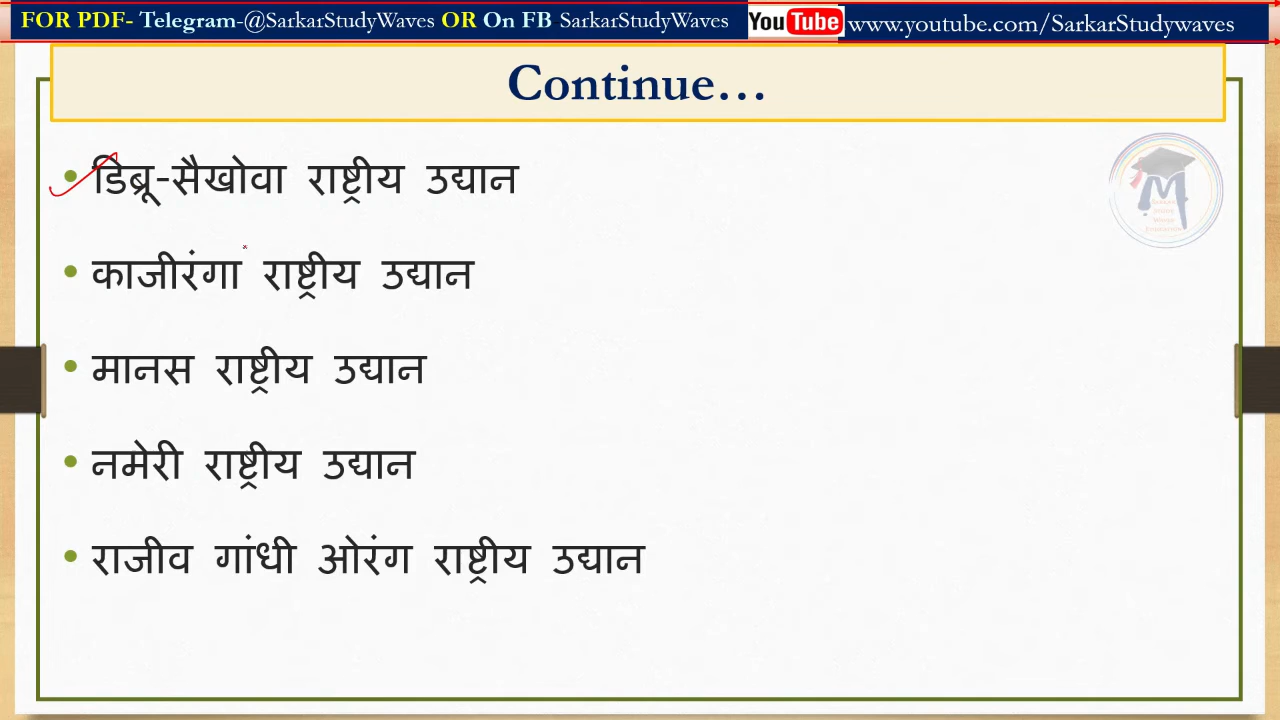 FOR PDF- Telegram-@SarkarStudyWaves OR On FB-SarkarStudyWaves YouTube www.youtube.com/SarkarStudywaves
Continue…
• डिब्रू-सैखोवा राष्ट्रीय उद्यान
• काजीरंगा राष्ट्रीय उद्यान
• मानस राष्ट्रीय उद्यान
• नमेरी राष्ट्रीय उद्यान
• राजीव गांधी ओरंग राष्ट्रीय उद्यान